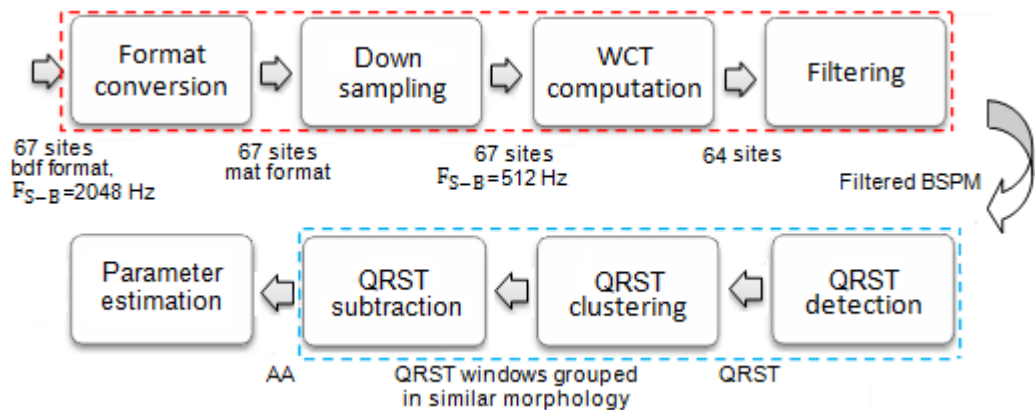 Format
conversion
Down
sampling
WCT
computation
Filtering
67 sites
bdf format,
F_{S-B}=2048 Hz
67 sites
mat format
67 sites
F_{S-B}=512 Hz
64 sites
Filtered BSPM
Parameter
estimation
QRST
subtraction
QRST
clustering
QRST
detection
AA
QRST windows grouped
in similar morphology
QRST